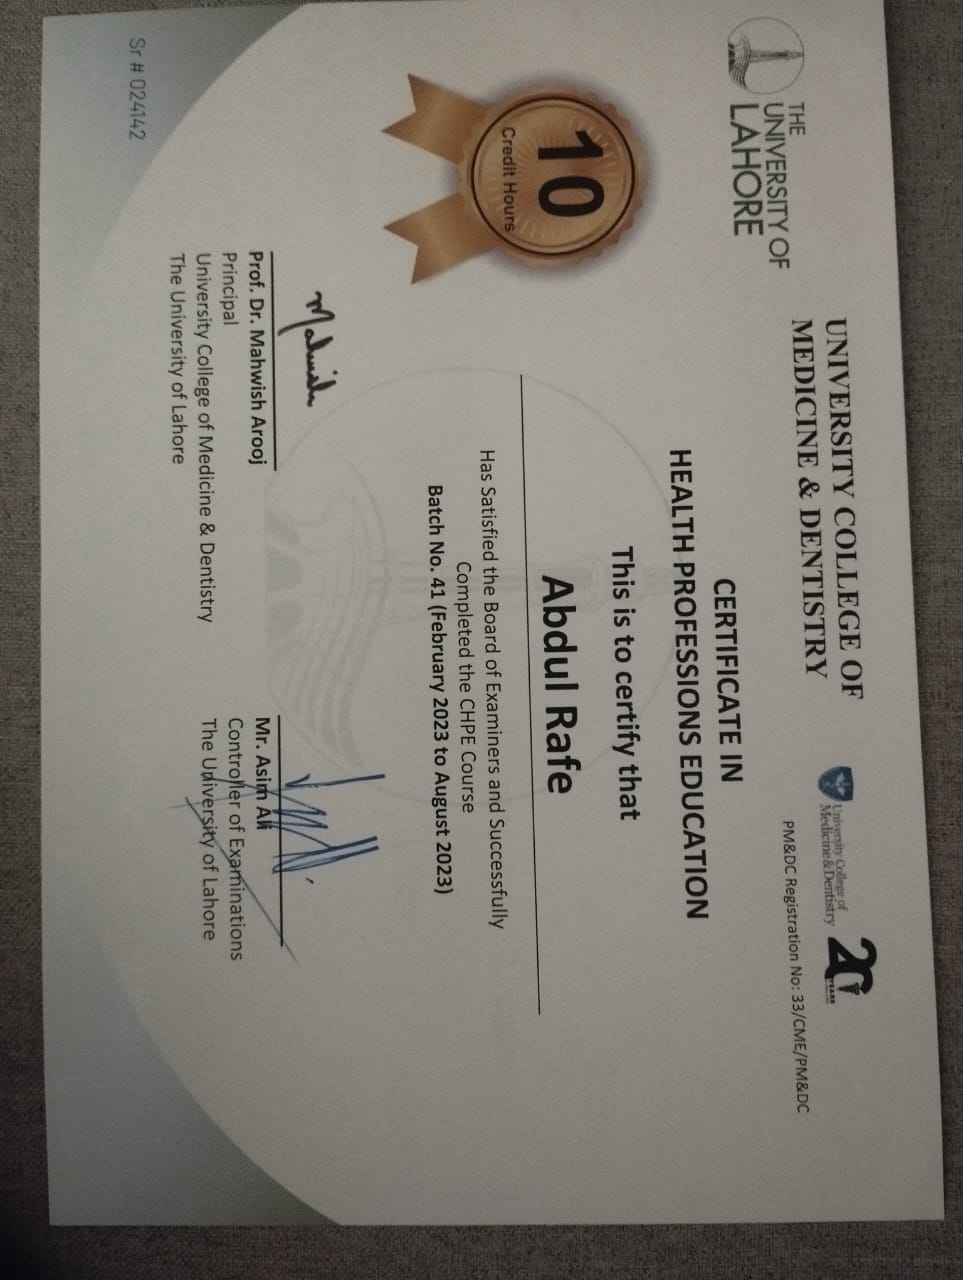 THE
UNIVERSITY OF
LAHORE
UNIVERSITY COLLEGE OF
MEDICINE & DENTISTRY
University College of
Medicine & Dentistry
20
YEARS
PM&DC Registration No: 33/CME/PM&DC
CERTIFICATE IN
HEALTH PROFESSIONS EDUCATION
10
Credit Hours
This is to certify that
Abdul Rafe
Has Satisfied the Board of Examiners and Successfully
Completed the CHPE Course
Batch No. 41 (February 2023 to August 2023)
Mahwish
Prof. Dr. Mahwish Arooj
Principal
University College of Medicine & Dentistry
The University of Lahore
Mr. Asim Ali
Controller of Examinations
The University of Lahore
Sr # 024142